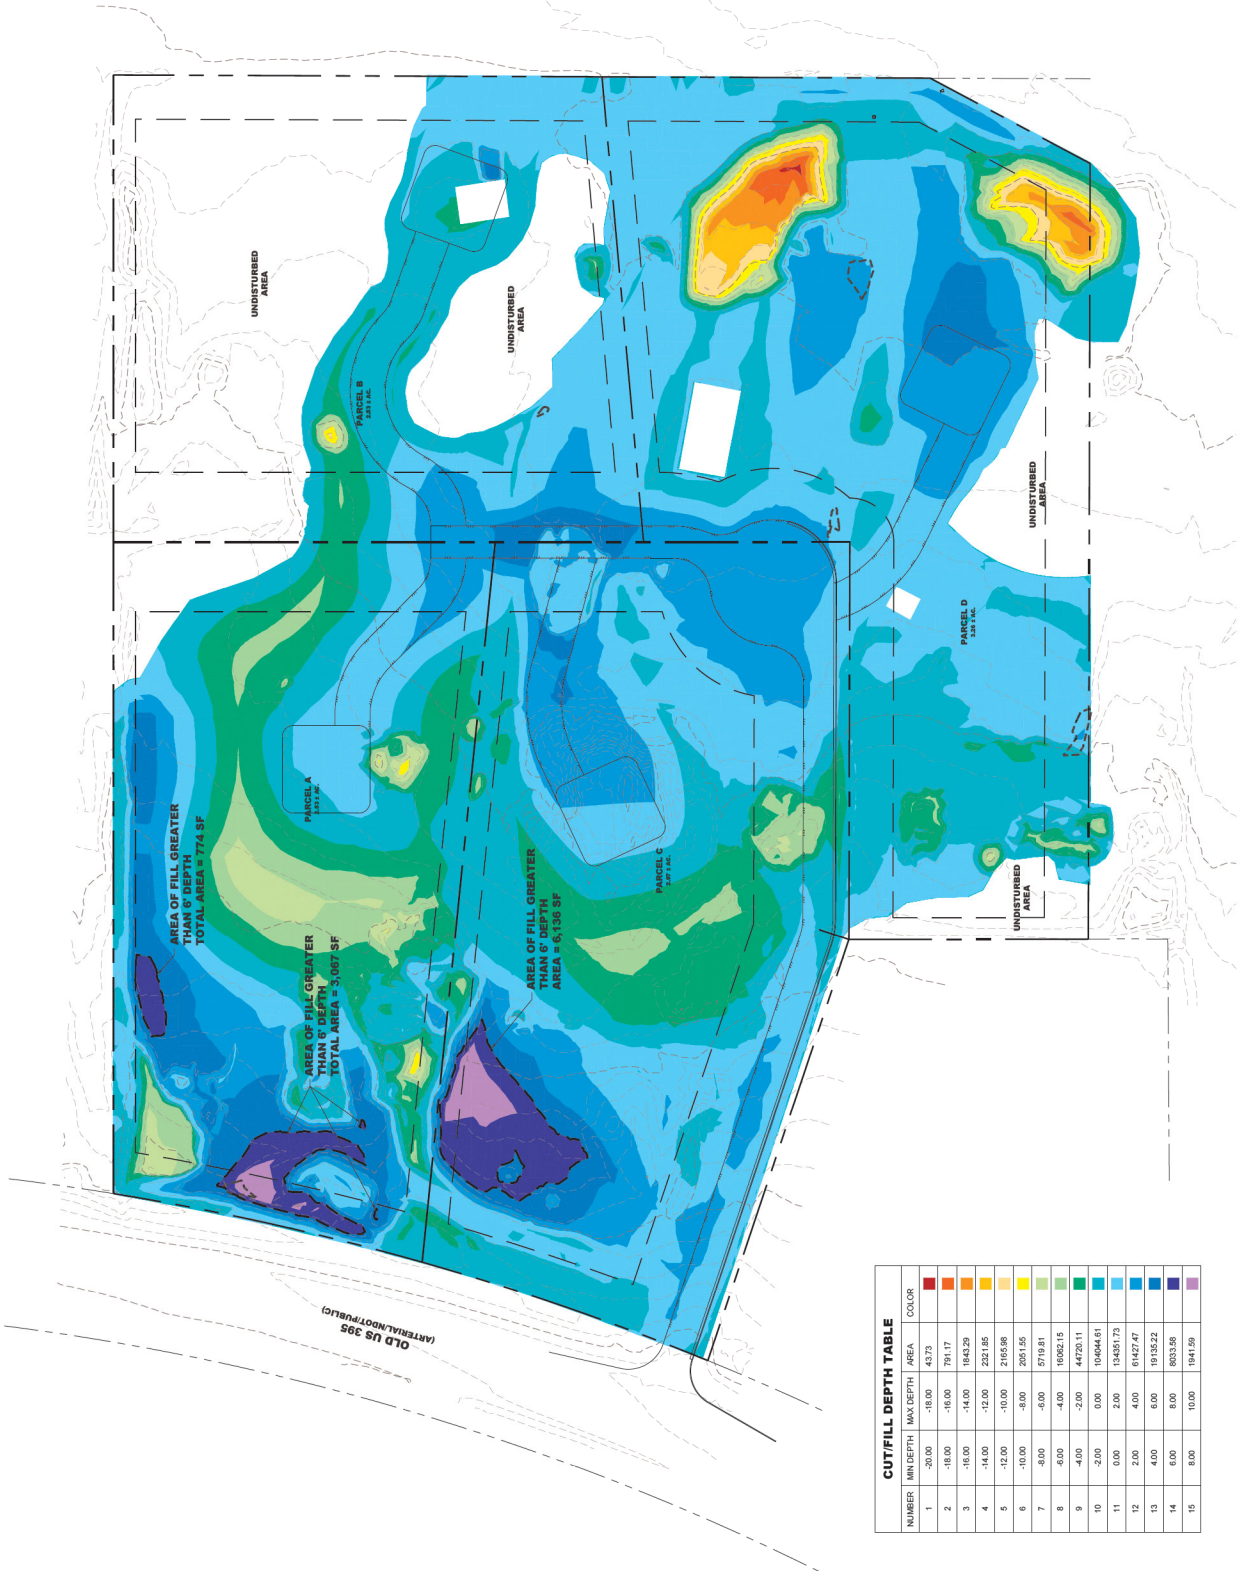 UNDISTURBED
AREA
UNDISTURBED
AREA
PARCEL B
2.53 ± AC.
UNDISTURBED
AREA
PARCEL D
3.26 ± AC.
PARCEL A
AREA OF FILL GREATER
THAN 6' DEPTH
TOTAL AREA = 774 SF
PARCEL C
AREA OF FILL GREATER
THAN 6' DEPTH
AREA = 6,136 SF
UNDISTURBED
AREA
AREA OF FILL GREATER
THAN 6' DEPTH
TOTAL AREA = 3,067 SF
OLD US 395
(ARTERIAL/NDOT/PUBLIC)
CUT/FILL DEPTH TABLE
NUMBER MIN DEPTH MAX DEPTH AREA COLOR
1 -20.00 -18.00 43.73
2 -18.00 -16.00 791.17
3 -16.00 -14.00 1843.29
4 -14.00 -12.00 2321.85
5 -12.00 -10.00 2165.98
6 -10.00 -8.00 2051.55
7 -8.00 -6.00 5719.81
8 -6.00 -4.00 16062.15
9 -4.00 -2.00 44720.11
10 -2.00 0.00 104044.61
11 0.00 2.00 134351.73
12 2.00 4.00 61427.47
13 4.00 6.00 19135.22
14 6.00 8.00 8033.58
15 8.00 10.00 1941.59